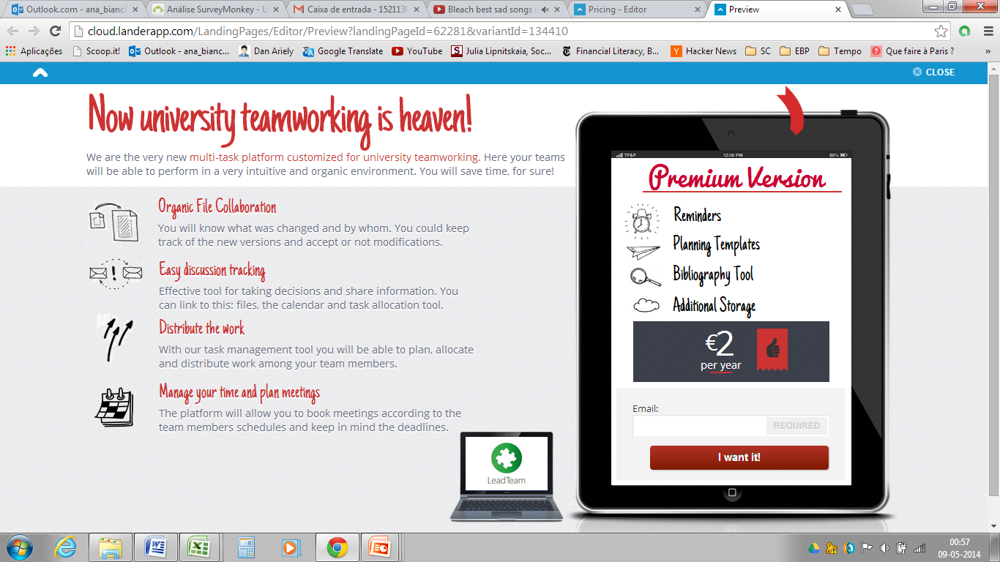 Outlook.com - ana_bianch
Análise SurveyMonkey - U
Caixa de entrada - 1521130
Bleach best sad songs
Pricing - Editor
Preview
cloud.landerapp.com/LandingPages/Editor/Preview?landingPageId=62281&variantId=134410
Aplicações
Scoop.it!
Outlook - ana_bianc...
Dan Ariely
Google Translate
YouTube
Julia Lipnitskaia, Soc...
Financial Literacy, B...
Hacker News
SC
EBP
Tempo
Que faire à Paris ?
»
CLOSE
Now university teamworking is heaven!
We are the very new multi-task platform customized for university teamworking. Here your teams
will be able to perform in a very intuitive and organic environment. You will save time, for sure!
Organic File Collaboration
You will know what was changed and by whom. You could keep
track of the new versions and accept or not modifications.
Easy discussion tracking
Effective tool for taking decisions and share information. You
can link to this: files, the calendar and task allocation tool.
Distribute the work
With our task management tool you will be able to plan, allocate
and distribute work among your team members.
Manage your time and plan meetings
The platform will allow you to book meetings according to the
team members schedules and keep in mind the deadlines.
LeadTeam
TP&P 12:06 PM 86%
Premium Version
Reminders
Planning Templates
Bibliography Tool
Additional Storage
€2
per year
Email:
REQUIRED
I want it!
00:57
09-05-2014